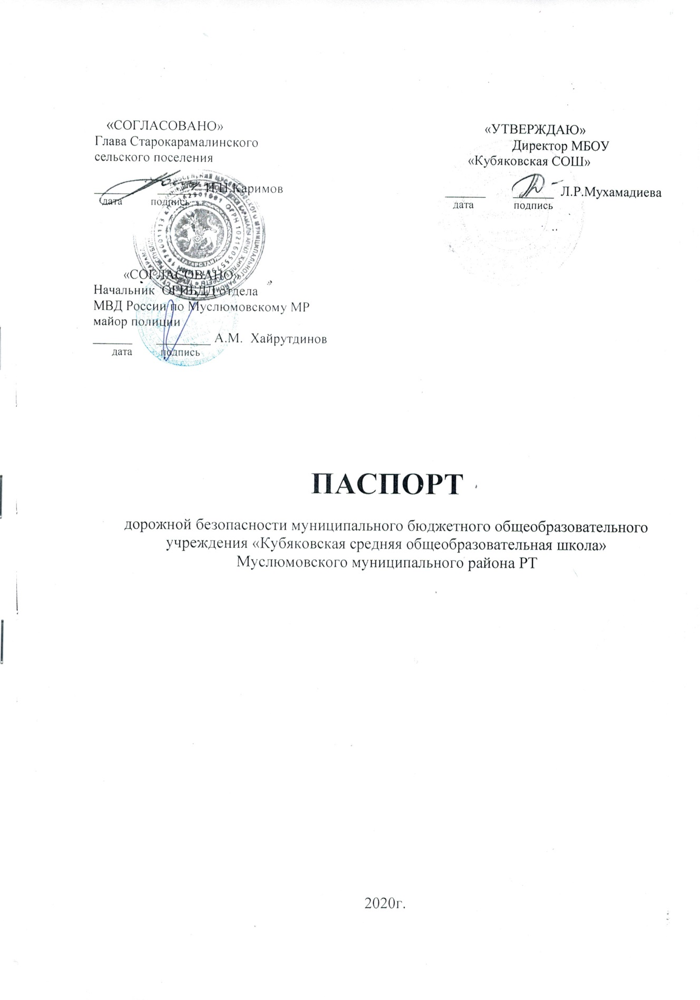 «СОГЛАСОВАНО»
Глава Старокарамалинского
сельского поселения
И.Н.Каримов
дата подпись
«УТВЕРЖДАЮ»
Директор МБОУ
«Кубяковская СОШ»
Л.Р.Мухамадиева
дата подпись
«СОГЛАСОВАНО»
Начальник ОГИБДД отдела
МВД России по Муслюмовскому МР
майор полиции
А.М. Хайрутдинов
дата подпись
ПАСПОРТ
дорожной безопасности муниципального бюджетного общеобразовательного
учреждения «Кубяковская средняя общеобразовательная школа»
Муслюмовского муниципального района РТ
2020г.